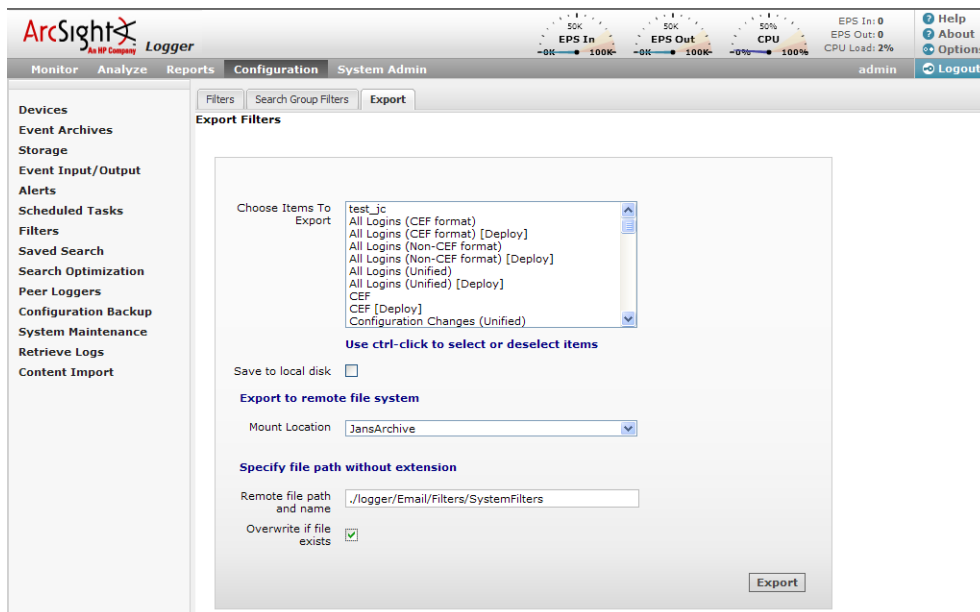 ArcSight
An HP Company
Logger
50K
EPS In
0K 100K
50K
EPS Out
0K 100K
50%
CPU
0% 100%
EPS In: 0
EPS Out: 0
CPU Load: 2%
Help
About
Options
Monitor Analyze Reports Configuration System Admin
admin
Logout
Devices
Event Archives
Storage
Event Input/Output
Alerts
Scheduled Tasks
Filters
Saved Search
Search Optimization
Peer Loggers
Configuration Backup
System Maintenance
Retrieve Logs
Content Import
Filters Search Group Filters Export
Export Filters
Choose Items To
Export
test_jc
All Logins (CEF format)
All Logins (CEF format) [Deploy]
All Logins (Non-CEF format)
All Logins (Non-CEF format) [Deploy]
All Logins (Unified)
All Logins (Unified) [Deploy]
CEF
CEF [Deploy]
Configuration Changes (Unified)
Use ctrl-click to select or deselect items
Save to local disk
Export to remote file system
Mount Location
JansArchive
Specify file path without extension
Remote file path
and name
./logger/Email/Filters/SystemFilters
Overwrite if file
exists
Export